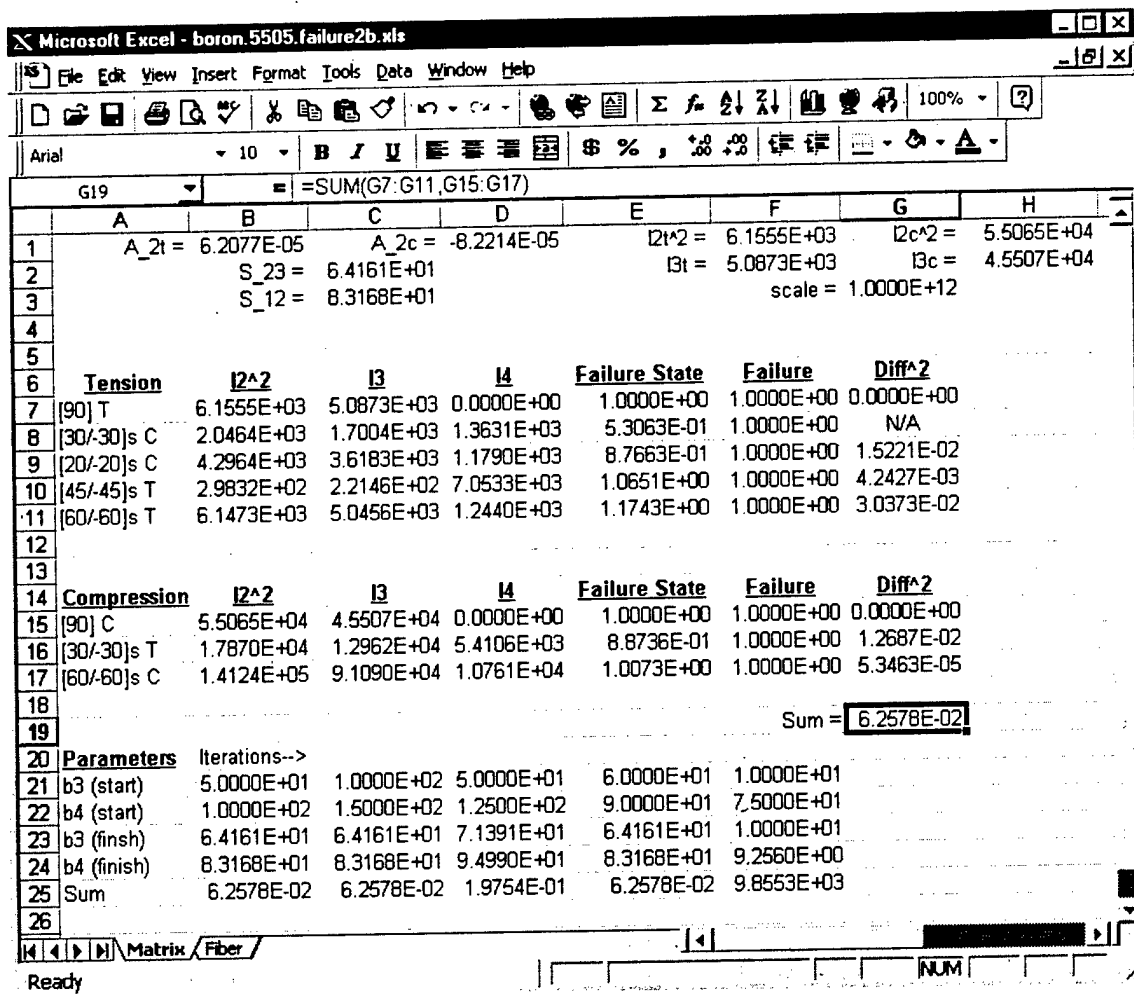 Microsoft Excel - boron.5505.failure2b.xls
File Edit View Insert Format Tools Data Window Help
100%
Arial 10 B I U $ % ,
G19 = =SUM(G7:G11,G15:G17)
A B C D E F G H
1 A_2t = 6.2077E-05 A_2c = -8.2214E-05 I2t^2 = 6.1555E+03 I2c^2 = 5.5065E+04
2 S_23 = 6.4161E+01 I3t = 5.0873E+03 I3c = 4.5507E+04
3 S_12 = 8.3168E+01 scale = 1.0000E+12
4
5
6 Tension I2^2 I3 I4 Failure State Failure Diff^2
7 [90] T 6.1555E+03 5.0873E+03 0.0000E+00 1.0000E+00 1.0000E+00 0.0000E+00
8 [30/-30]s C 2.0464E+03 1.7004E+03 1.3631E+03 5.3063E-01 1.0000E+00 N/A
9 [20/-20]s C 4.2964E+03 3.6183E+03 1.1790E+03 8.7663E-01 1.0000E+00 1.5221E-02
10 [45/-45]s T 2.9832E+02 2.2146E+02 7.0533E+03 1.0651E+00 1.0000E+00 4.2427E-03
11 [60/-60]s T 6.1473E+03 5.0456E+03 1.2440E+03 1.1743E+00 1.0000E+00 3.0373E-02
12
13
14 Compression I2^2 I3 I4 Failure State Failure Diff^2
15 [90] C 5.5065E+04 4.5507E+04 0.0000E+00 1.0000E+00 1.0000E+00 0.0000E+00
16 [30/-30]s T 1.7870E+04 1.2962E+04 5.4106E+03 8.8736E-01 1.0000E+00 1.2687E-02
17 [60/-60]s C 1.4124E+05 9.1090E+04 1.0761E+04 1.0073E+00 1.0000E+00 5.3463E-05
18
19 Sum = 6.2578E-02
20 Parameters Iterations-->
21 b3 (start) 5.0000E+01 1.0000E+02 5.0000E+01 6.0000E+01 1.0000E+01
22 b4 (start) 1.0000E+02 1.5000E+02 1.2500E+02 9.0000E+01 7.5000E+01
23 b3 (finsh) 6.4161E+01 6.4161E+01 7.1391E+01 6.4161E+01 1.0000E+01
24 b4 (finish) 8.3168E+01 8.3168E+01 9.4990E+01 8.3168E+01 9.2560E+00
25 Sum 6.2578E-02 6.2578E-02 1.9754E-01 6.2578E-02 9.8553E+03
26
Matrix Fiber
Ready NUM